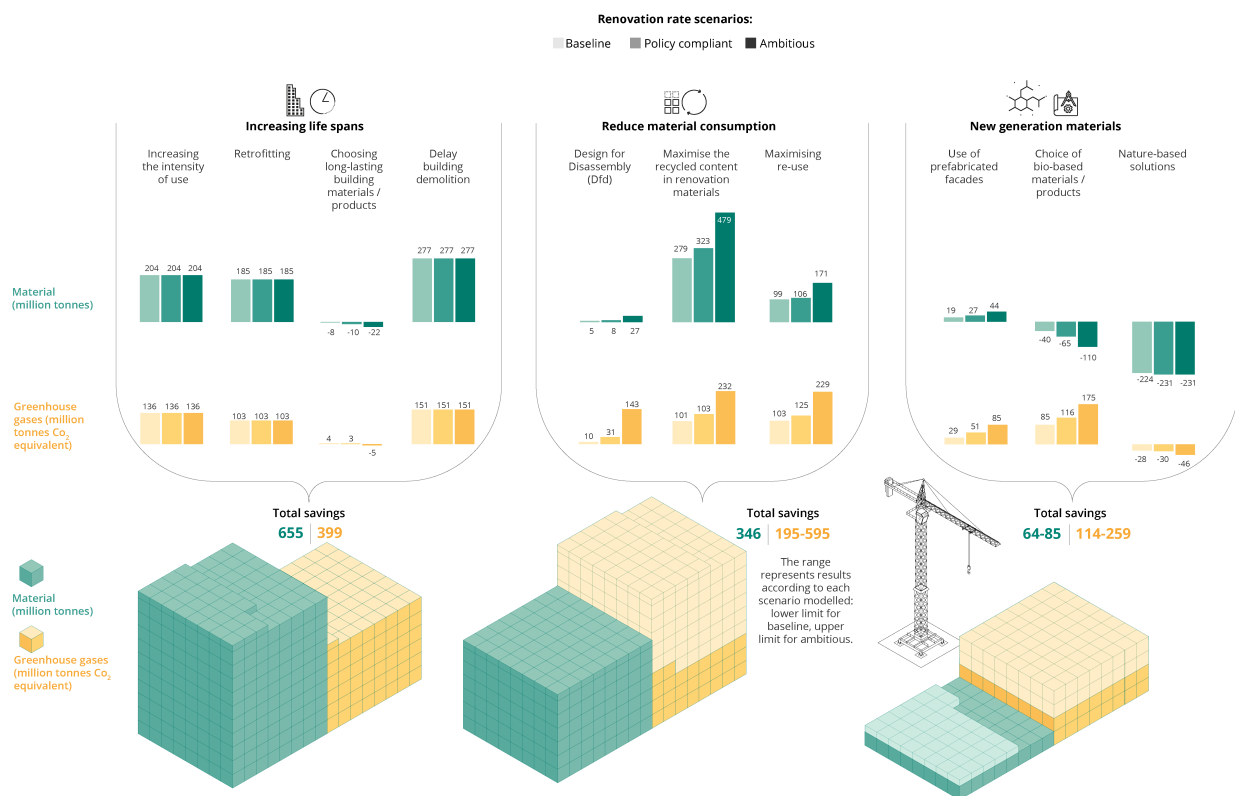 Renovation rate scenarios:
Baseline Policy compliant Ambitious
Increasing life spans
Increasing
the intensity
of use
Retrofitting
Choosing
long-lasting
building
materials /
products
Delay
building
demolition
Reduce material consumption
Design for
Disassembly
(Dfd)
Maximise the
recycled content
in renovation
materials
Maximising
re-use
New generation materials
Use of
prefabricated
facades
Choice of
bio-based
materials /
products
Nature-based
solutions
Material
(million tonnes)
204 204 204
185 185 185
-8 -10 -22
277 277 277
5 8 27
279 323 479
99 106 171
19 27 44
-40 -65 -110
-224 -231 -231
Greenhouse
gases (million
tonnes Co2
equivalent)
136 136 136
103 103 103
4 3 -5
151 151 151
10 31 143
101 103 232
103 125 229
29 51 85
85 116 175
-28 -30 -46
Total savings
655 399
Total savings
346 195-595
The range
represents results
according to each
scenario modelled:
lower limit for
baseline, upper
limit for ambitious.
Total savings
64-85 114-259
Material
(million tonnes)
Greenhouse gases
(million tonnes Co2
equivalent)